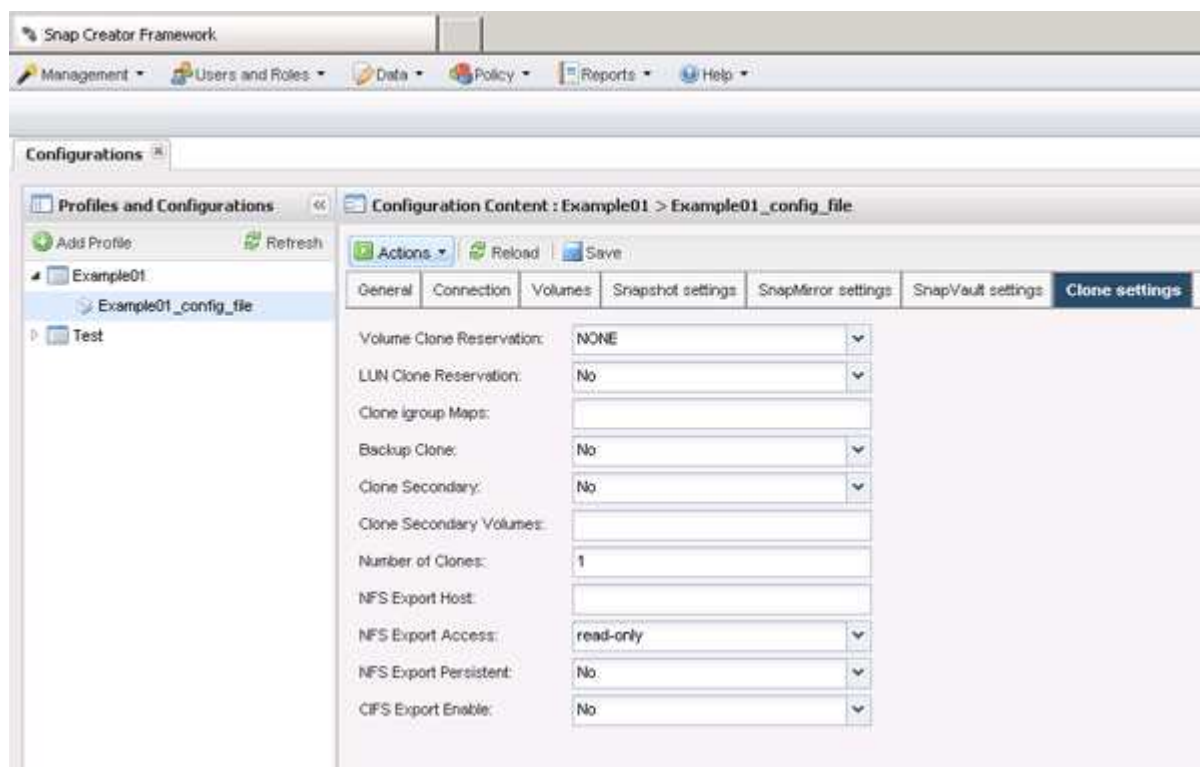 Snap Creator Framework
Management Users and Roles Data Policy Reports Help
Configurations
Profiles and Configurations
Configuration Content : Example01 > Example01_config_file
Add Profile Refresh
Actions Reload Save
Example01
Example01_config_file
Test
General Connection Volumes Snapshot settings SnapMirror settings SnapVault settings Clone settings
Volume Clone Reservation: NONE
LUN Clone Reservation: No
Clone igroup Maps:
Backup Clone: No
Clone Secondary: No
Clone Secondary Volumes:
Number of Clones: 1
NFS Export Host:
NFS Export Access: read-only
NFS Export Persistent: No
CIFS Export Enable: No